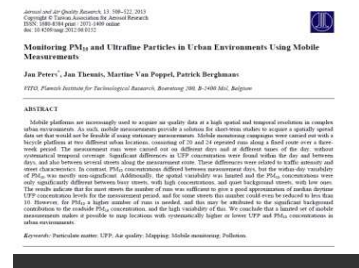 Aerosol and Air Quality Research, 13: 509–522, 2013
Copyright © Taiwan Association for Aerosol Research
ISSN: 1680-8584 print / 2071-1409 online
doi: 10.4209/aaqr.2012.06.0152
Monitoring PM10 and Ultrafine Particles in Urban Environments Using Mobile
Measurements
Jan Peters*, Jan Theunis, Martine Van Poppel, Patrick Berghmans
VITO, Flemish Institute for Technological Research, Boeretang 200, B-2400 Mol, Belgium
ABSTRACT
Mobile platforms are increasingly used to acquire air quality data at a high spatial and temporal resolution in complex
urban environments. As such, mobile measurements provide a solution for short-term studies to acquire a spatially spread
data set that would not be feasible if using stationary measurements. Mobile monitoring campaigns were carried out with a
bicycle platform at two different urban locations, consisting of 20 and 24 repeated runs along a fixed route over a three-
week period. The measurement runs were carried out on different days and at different times of the day, without
systematical temporal coverage. Significant differences in UFP concentration were found within the day and between
days, and also between several streets along the measurement route. These differences were related to traffic intensity and
street characteristics. In contrast, PM10 concentrations differed between measurement days, but the within-day variability
of PM10 was mostly non-significant. Additionally, the spatial variability was limited and the PM10 concentrations were
only significantly different between busy streets, with high concentrations, and quiet background streets, with low ones.
The results indicate that for most streets the number of runs was sufficient to give a good approximation of median daytime
UFP concentration levels for the measurement period, and for some streets this number could even be reduced to less than
10. However, for PM10 a higher number of runs is needed, and this may be attributed to the significant background
contribution to the roadside PM10 concentration, and the high variability of this. We conclude that a limited set of mobile
measurements makes it possible to map locations with systematically higher or lower UFP and PM10 concentrations in
urban environments.
Keywords: Particulate matter; UFP; Air quality; Mapping; Mobile monitoring; Pollution.